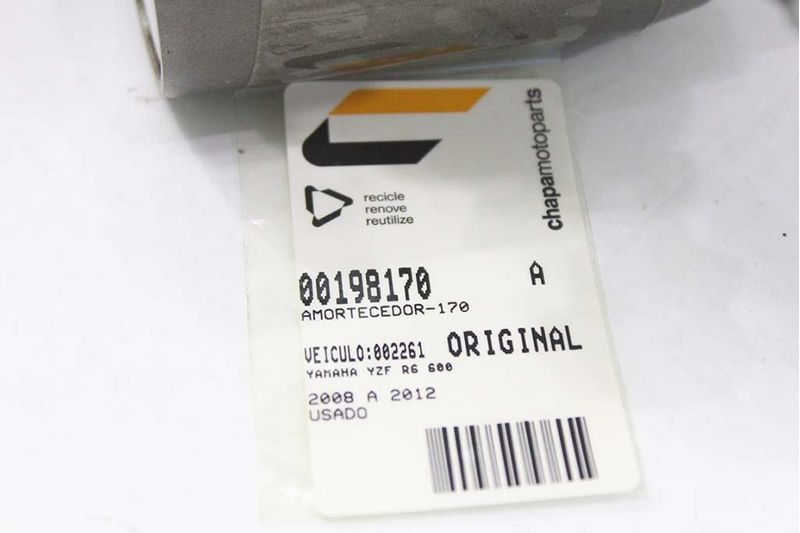 chapamotoparts
recicle
renove
reutilize
00198170 A
AMORTECEDOR-170
VEICULO:002261 ORIGINAL
YAMAHA YZF R6 600
2008 A 2012
USADO